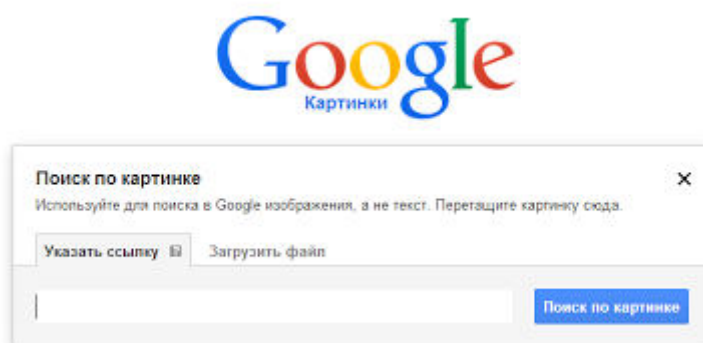 Google
Картинки
Поиск по картинке
Используйте для поиска в Google изображения, а не текст. Перетащите картинку сюда.
Указать ссылку Загрузить файл
Поиск по картинке